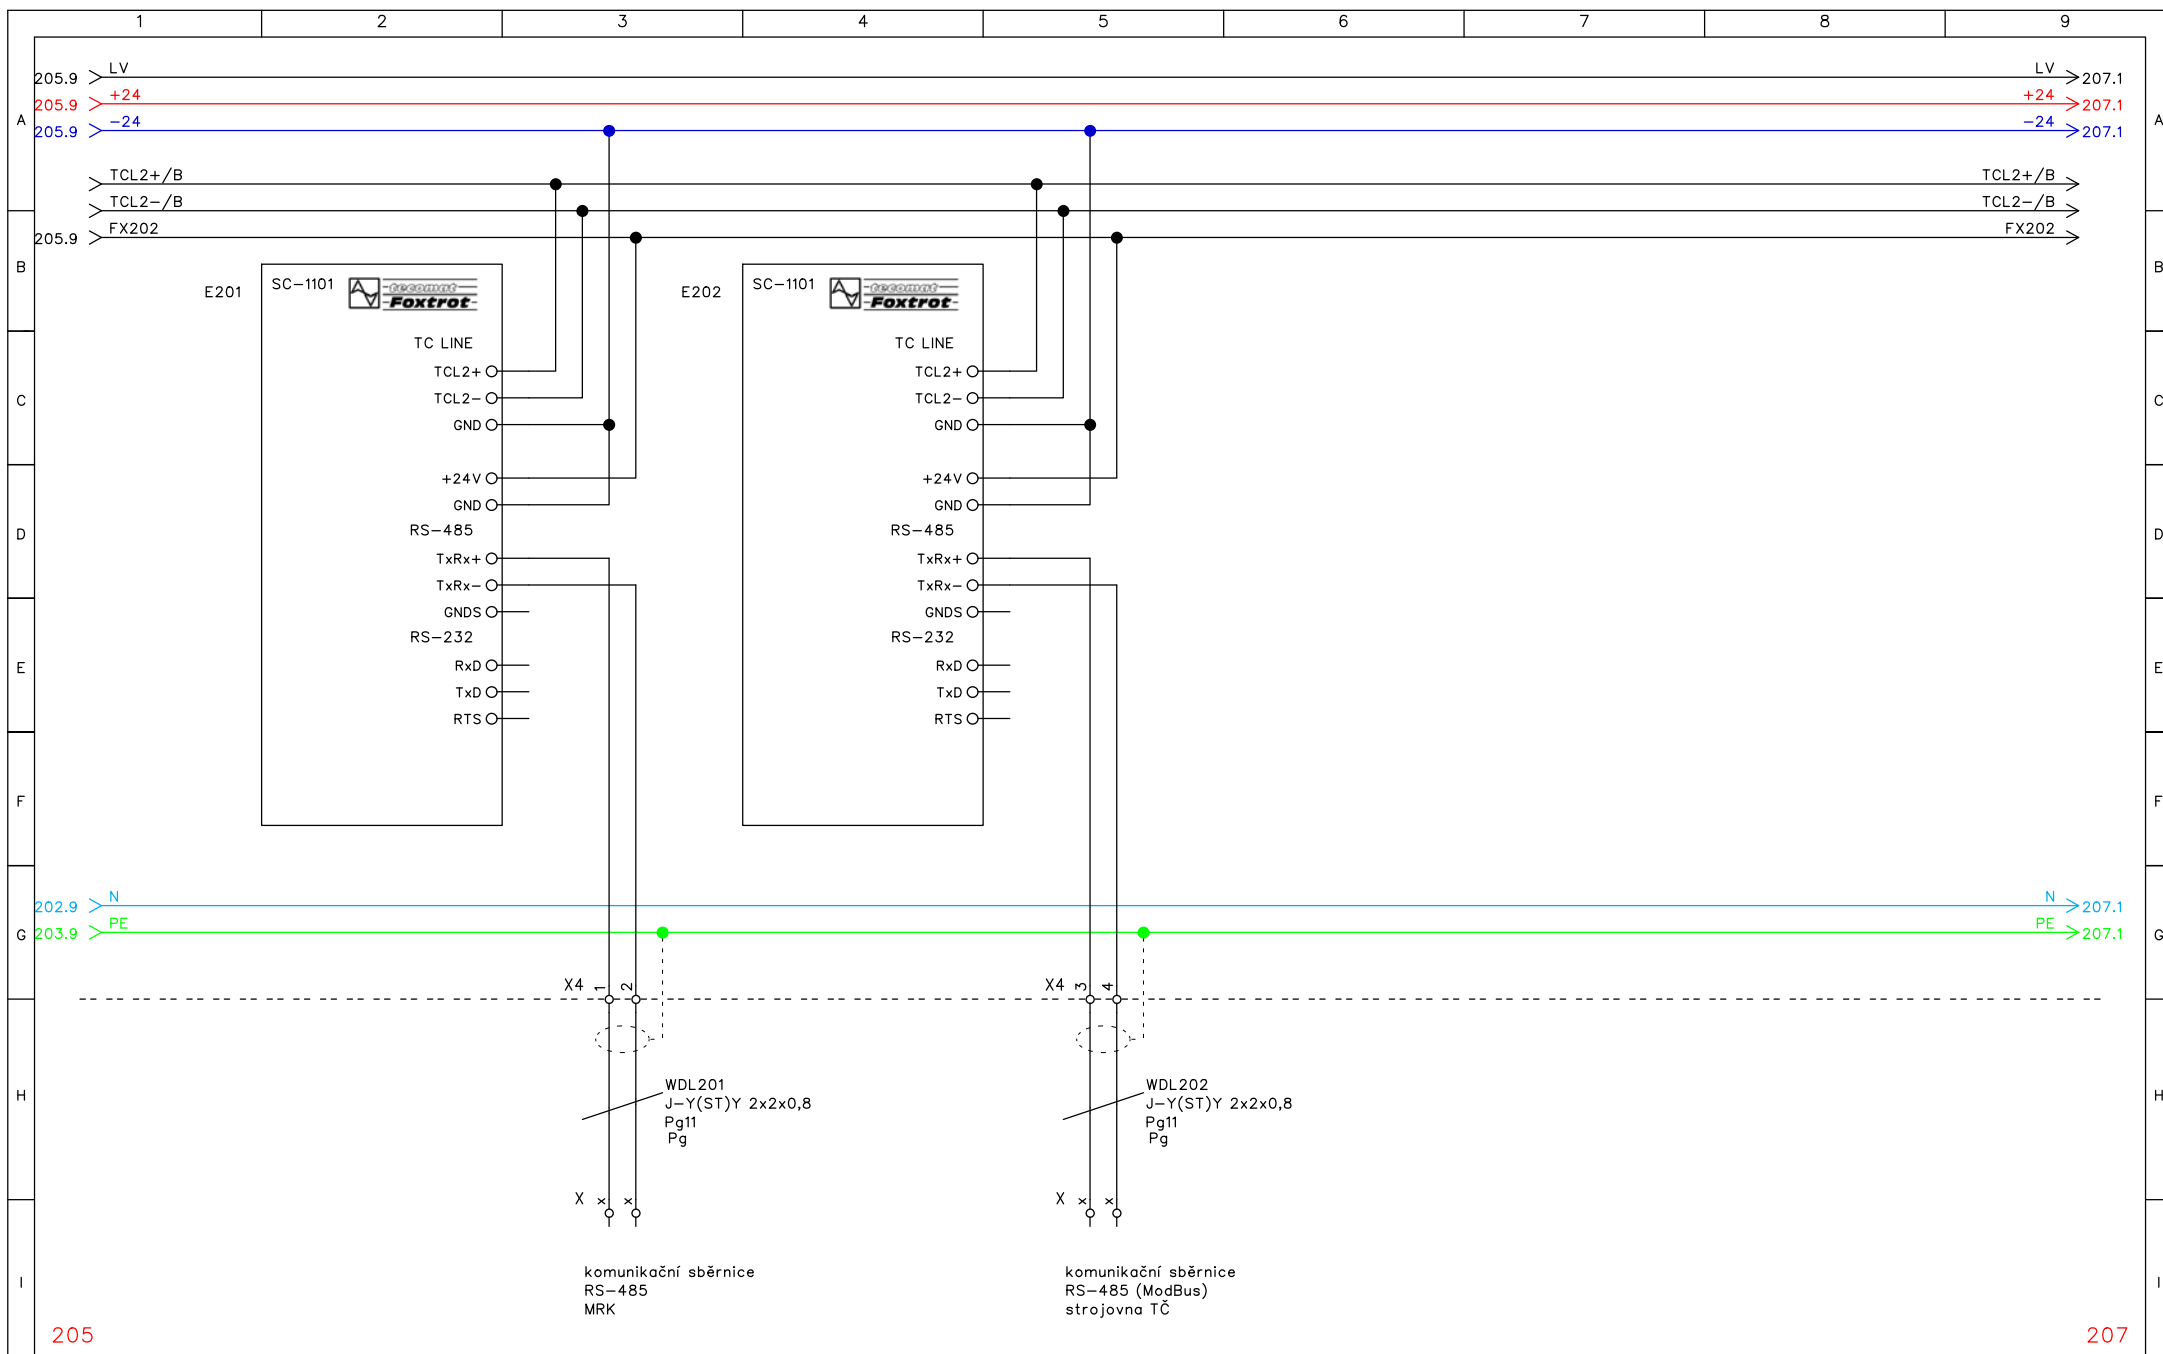 1 2 3 4 5 6 7 8 9
205.9 LV LV 207.1
205.9 +24 +24 207.1
A 205.9 -24 -24 207.1 A
TCL2+/B TCL2+/B
TCL2-/B TCL2-/B
205.9 FX202 FX202
B B
E201 SC-1101 tecomat E202 SC-1101 tecomat
Foxtrot Foxtrot
TC LINE TC LINE
TCL2+ TCL2+
C TCL2- TCL2- C
GND GND
+24V +24V
GND GND
D RS-485 RS-485 D
TxRx+ TxRx+
TxRx- TxRx-
GNDS GNDS
RS-232 RS-232
E RxD RxD E
TxD TxD
RTS RTS
F F
202.9 N N 207.1
G 203.9 PE PE 207.1 G
X4 1 2 X4 3 4
WDL201 WDL202
H J-Y(ST)Y 2x2x0,8 J-Y(ST)Y 2x2x0,8 H
Pg11 Pg11
Pg Pg
X x x X x x
komunikační sběrnice komunikační sběrnice
I RS-485 RS-485 (ModBus) I
MRK strojovna TČ
205 207